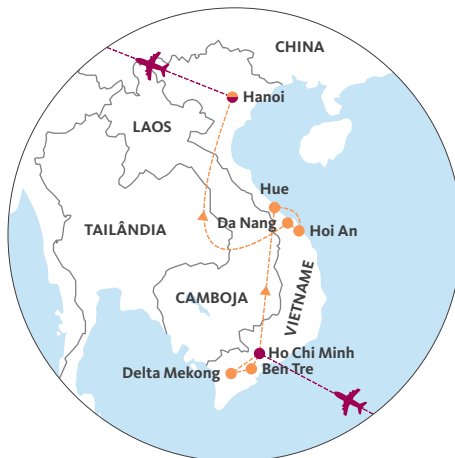 CHINA
Hanoi
LAOS
Hue
TAILÂNDIA
Da Nang
Hoi An
CAMBOJA
VIETNAME
Ho Chi Minh
Delta Mekong
Ben Tre